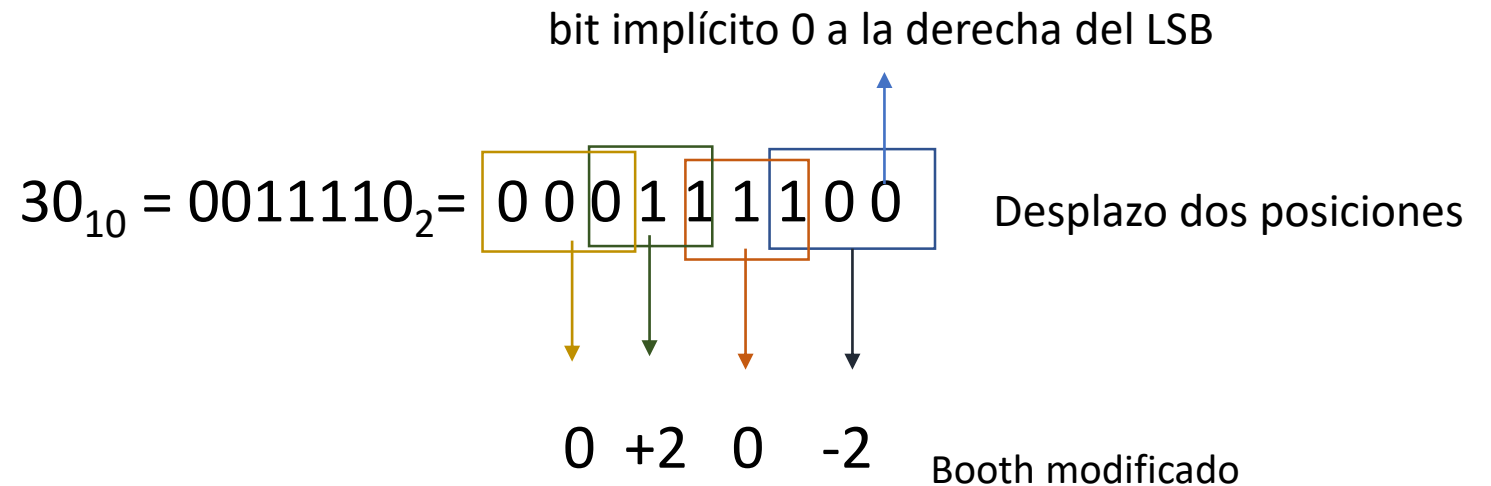 bit implícito 0 a la derecha del LSB
30₁₀ = 0011110₂= 0 0 0 1 1 1 1 0 0 Desplazo dos posiciones
0 +2 0 -2 Booth modificado